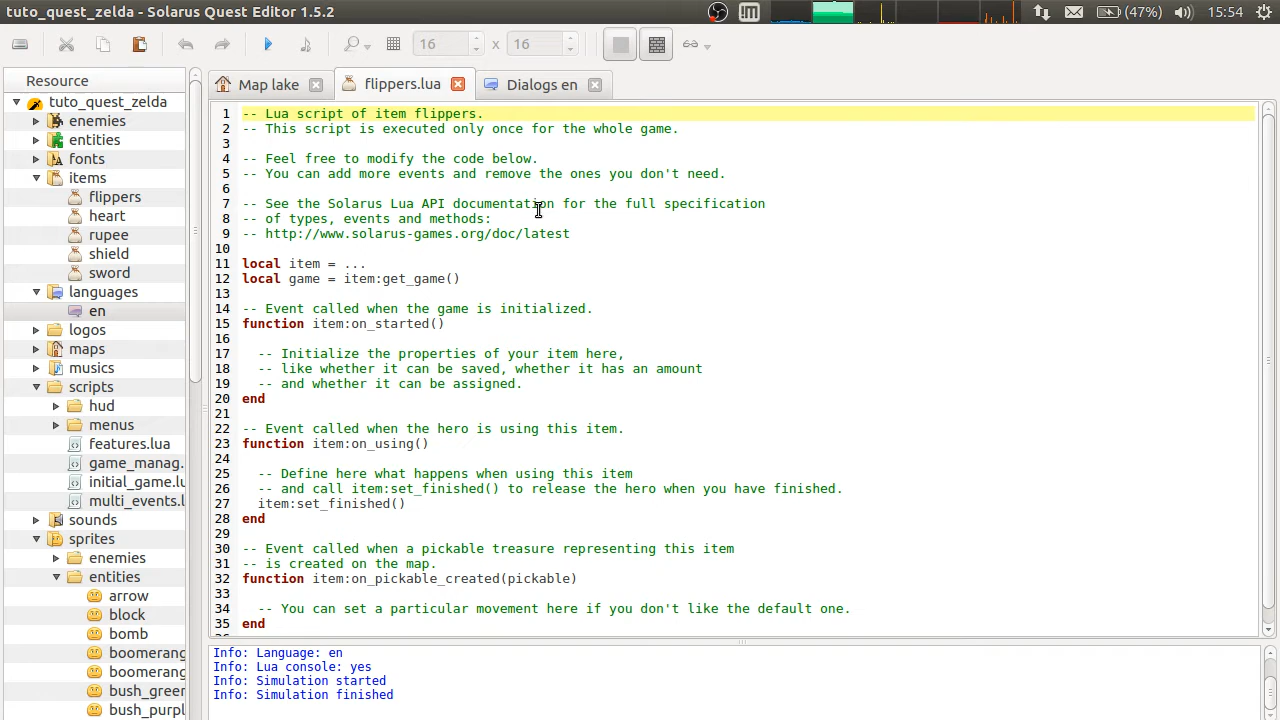 tuto_quest_zelda - Solarus Quest Editor 1.5.2
(47%)
15:54
16 x 16
Resource
Map lake
flippers.lua
Dialogs en
tuto_quest_zelda
enemies
entities
fonts
items
flippers
heart
rupee
shield
sword
languages
en
logos
maps
musics
scripts
hud
menus
features.lua
game_manag.
initial_game.lu
multi_events.l
sounds
sprites
enemies
entities
arrow
block
bomb
boomerang
boomerang
bush_green
bush_purpl
1 -- Lua script of item flippers.
2 -- This script is executed only once for the whole game.
3
4 -- Feel free to modify the code below.
5 -- You can add more events and remove the ones you don't need.
6
7 -- See the Solarus Lua API documentation for the full specification
8 -- of types, events and methods:
9 -- http://www.solarus-games.org/doc/latest
10
11 local item = ...
12 local game = item:get_game()
13
14 -- Event called when the game is initialized.
15 function item:on_started()
16
17 -- Initialize the properties of your item here,
18 -- like whether it can be saved, whether it has an amount
19 -- and whether it can be assigned.
20 end
21
22 -- Event called when the hero is using this item.
23 function item:on_using()
24
25 -- Define here what happens when using this item
26 -- and call item:set_finished() to release the hero when you have finished.
27 item:set_finished()
28 end
29
30 -- Event called when a pickable treasure representing this item
31 -- is created on the map.
32 function item:on_pickable_created(pickable)
33
34 -- You can set a particular movement here if you don't like the default one.
35 end
Info: Language: en
Info: Lua console: yes
Info: Simulation started
Info: Simulation finished